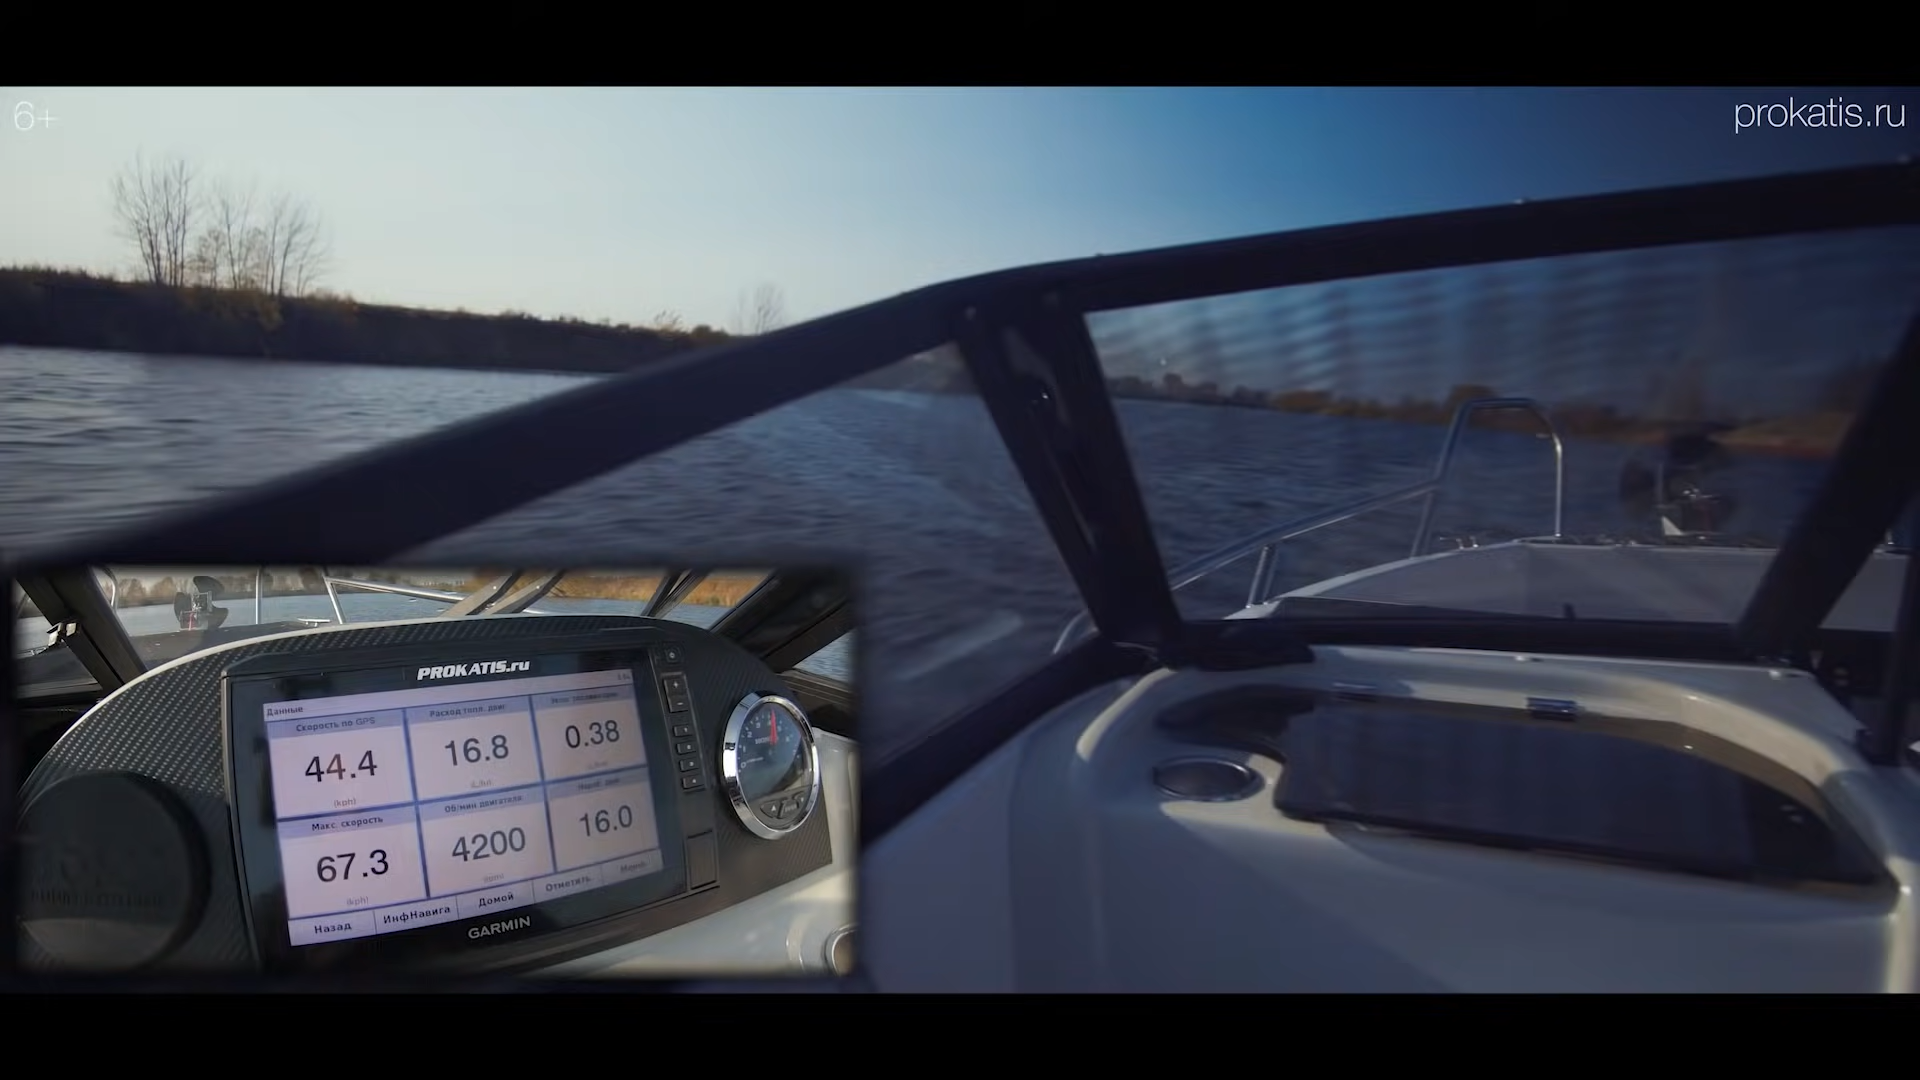 6+
prokatis.ru
PROKATIS.ru
Данные
Скорость по GPS
44.4
(kph)
Расход топл. двиг
16.8
0.38
Макс. скорость
67.3
(kph)
Об/мин двигателя
4200
(rpm)
16.0
Назад
ИнфНавига
Домой
Отметить
Меню
GARMIN